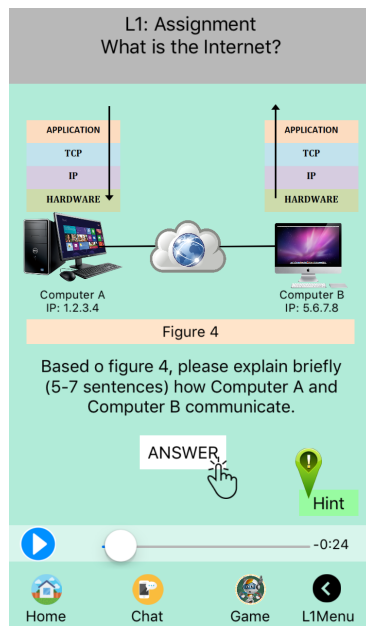 L1: Assignment
What is the Internet?
APPLICATION
TCP
IP
HARDWARE
APPLICATION
TCP
IP
HARDWARE
Computer A
IP: 1.2.3.4
Computer B
IP: 5.6.7.8
Figure 4
Based o figure 4, please explain briefly
(5-7 sentences) how Computer A and
Computer B communicate.
ANSWER
Hint
-0:24
Home
Chat
Game
L1Menu